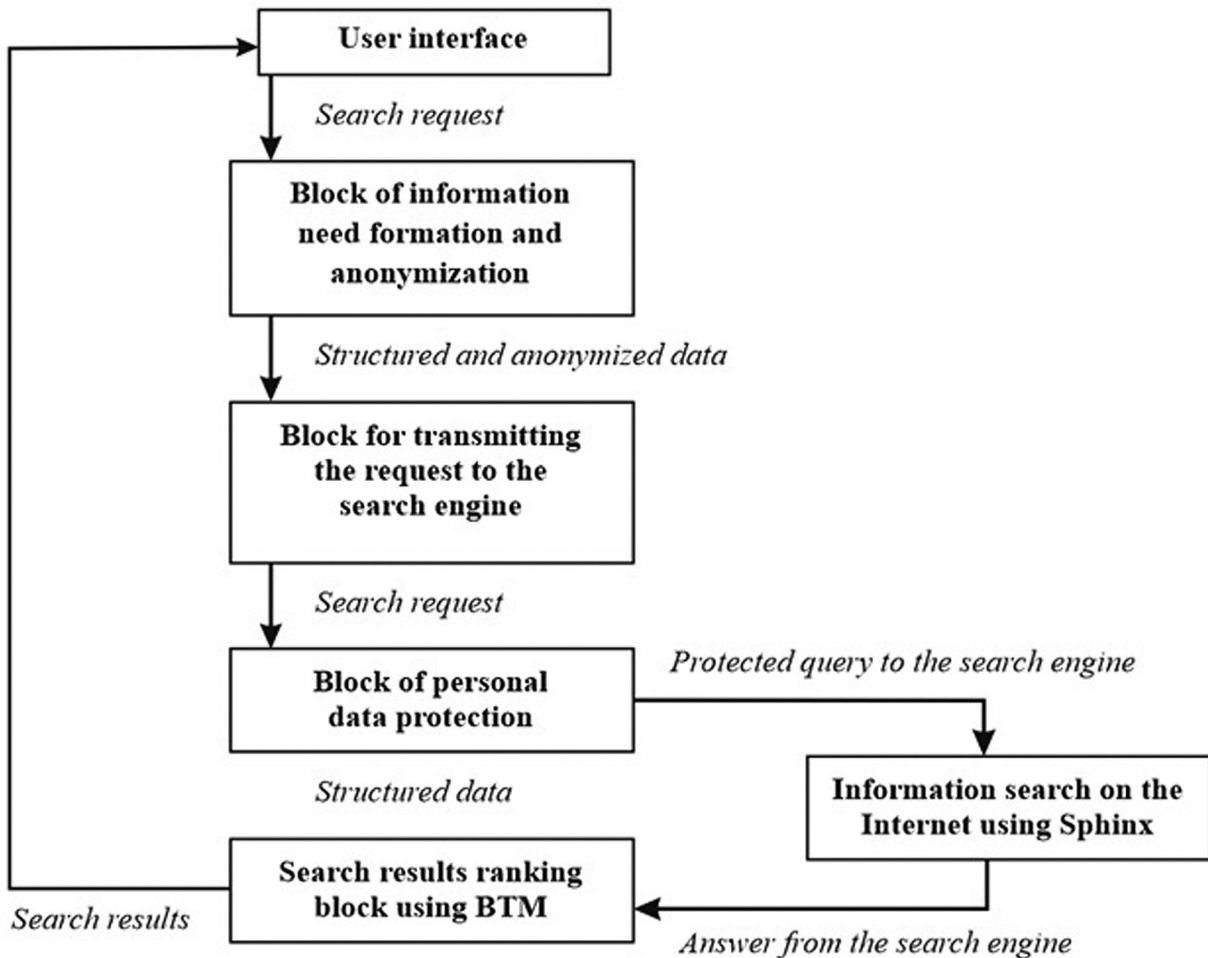 User interface
Search request
Block of information
need formation and
anonymization
Structured and anonymized data
Block for transmitting
the request to the
search engine
Search request
Block of personal
data protection
Protected query to the search engine
Structured data
Information search on the
Internet using Sphinx
Search results ranking
block using BTM
Search results
Answer from the search engine